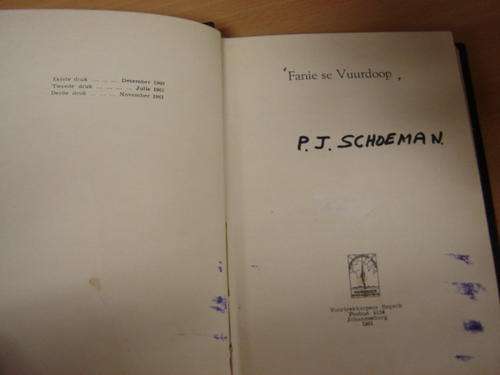 Eerste druk ... ... ... Desember 1960
Tweede druk ... ... ... ... Julie 1961
Derde druk ... ... ... November 1961
Fanie se Vuurdoop
P.J. SCHOEMAN.
Voortrekkerpers Beperk
Posbus
Johannesburg
1961